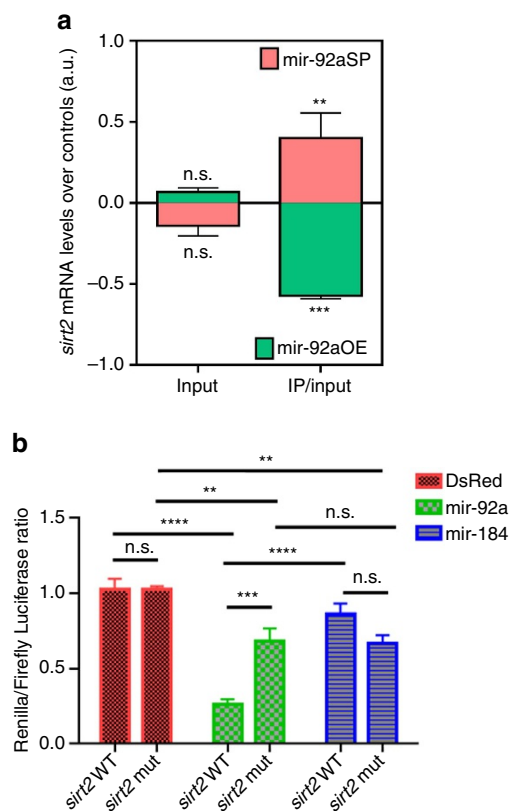 a
sirt2 mRNA levels over controls (a.u.)
1.0
0.5
0.0
−0.5
−1.0
mir-92aSP
**
n.s.
n.s.
***
mir-92aOE
Input
IP/input
b
Renilla/Firefly Luciferase ratio
1.5
1.0
0.5
0.0
**
**
n.s.
****
****
n.s.
n.s.
***
DsRed
mir-92a
mir-184
sirt2 WT
sirt2 mut
sirt2 WT
sirt2 mut
sirt2 WT
sirt2 mut